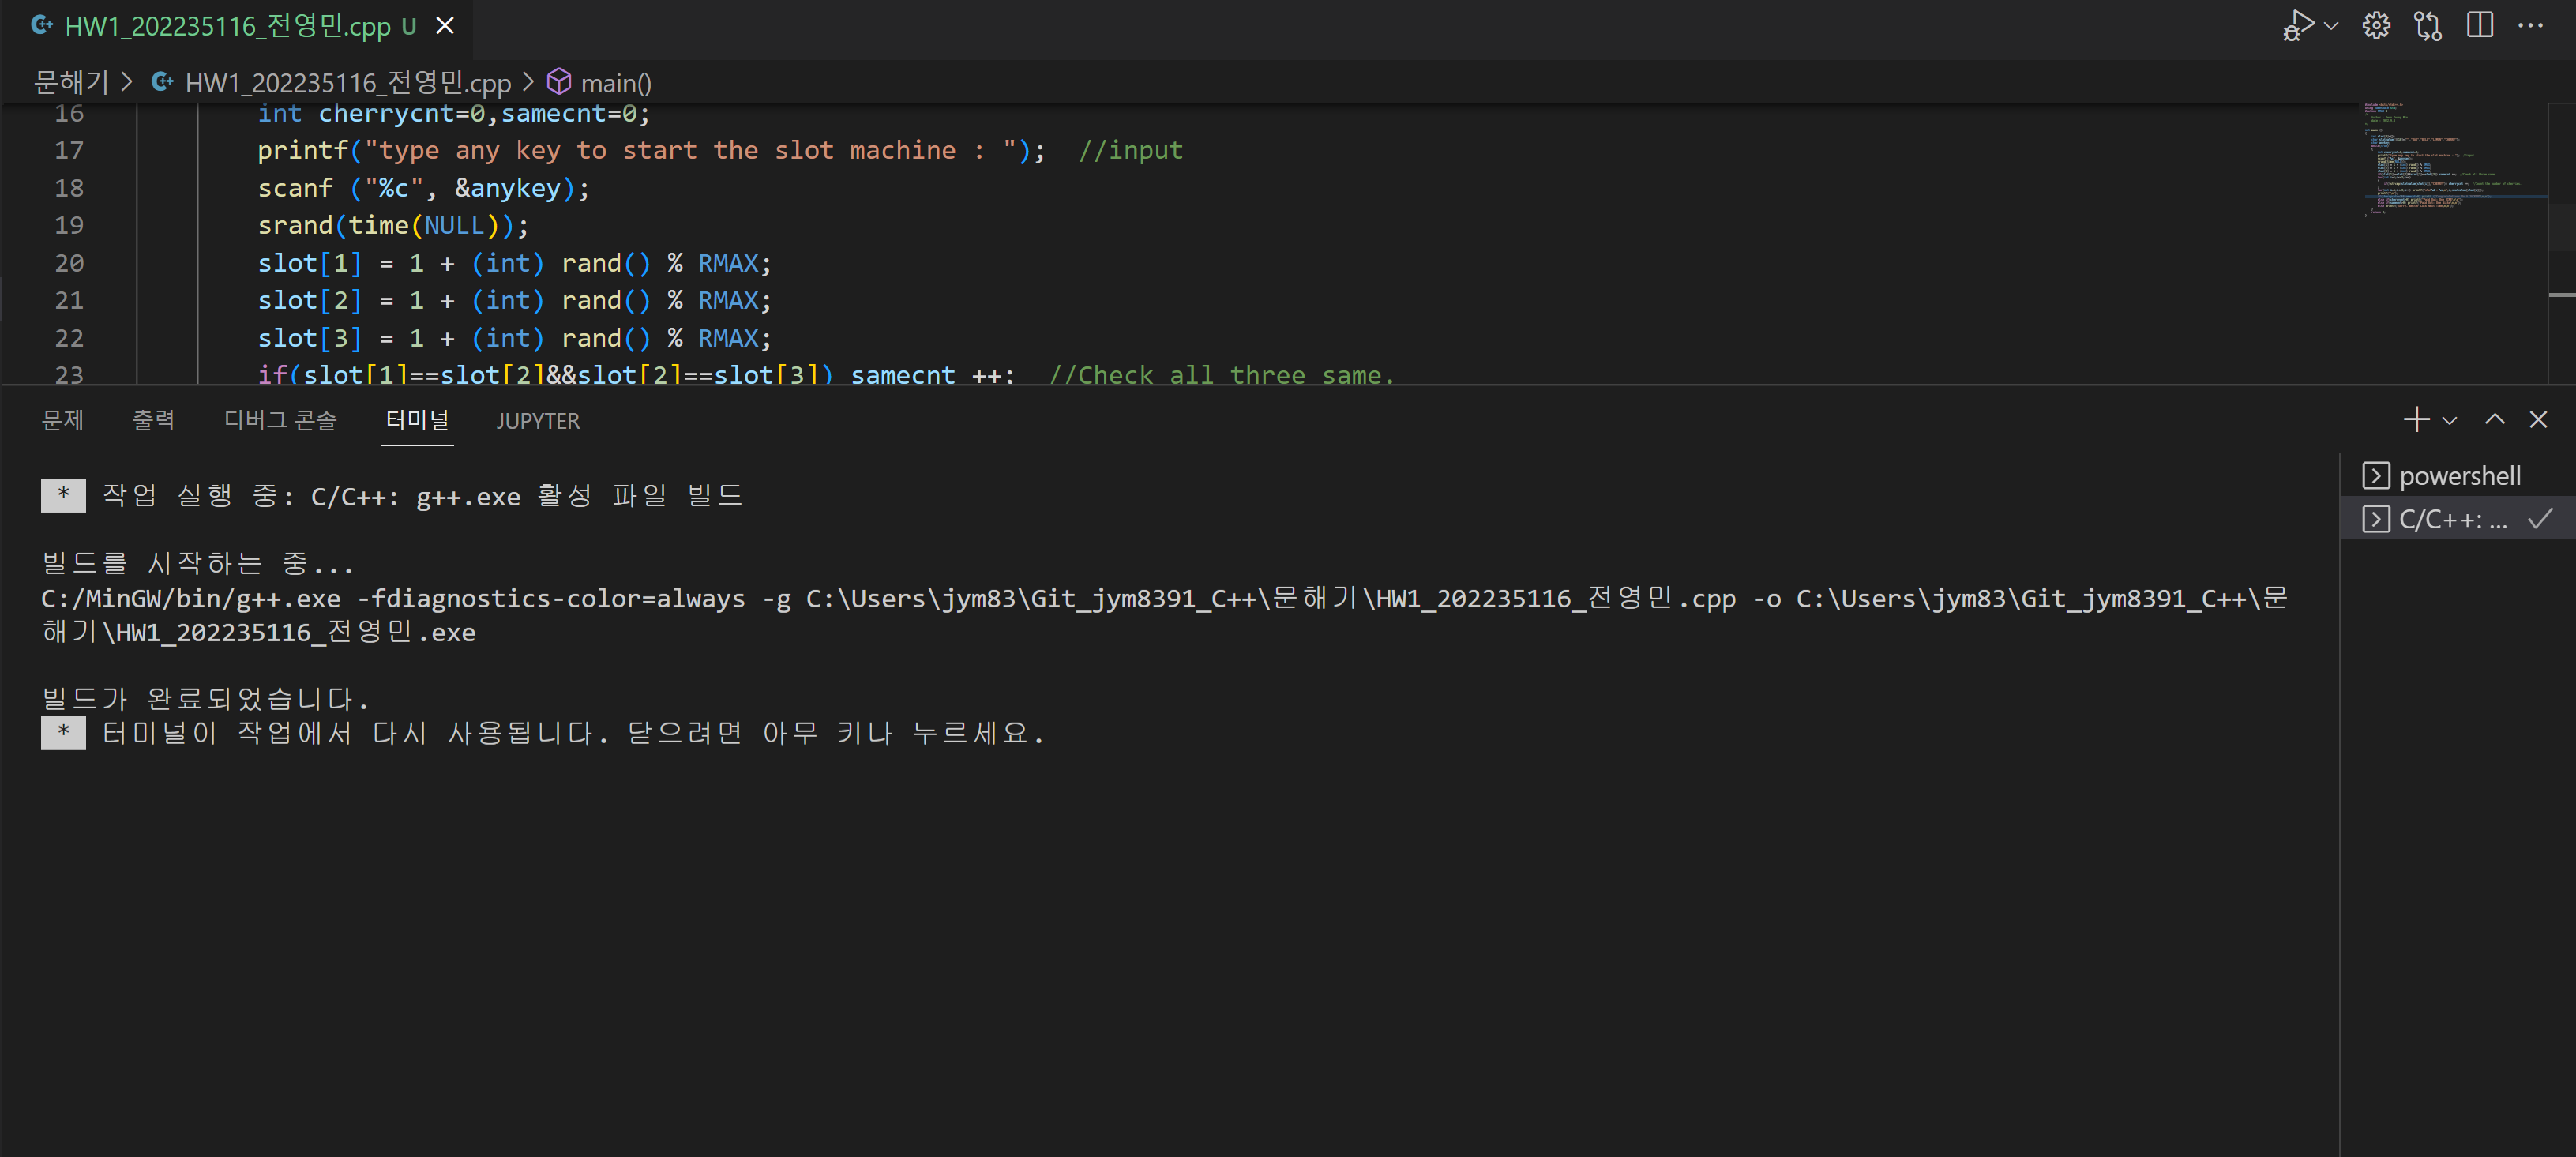 HW1_202235116_전영민.cpp U
문해기 > HW1_202235116_전영민.cpp > main()
16 int cherrycnt=0,samecnt=0;
17 printf("type any key to start the slot machine : "); //input
18 scanf ("%c", &anykey);
19 srand(time(NULL));
20 slot[1] = 1 + (int) rand() % RMAX;
21 slot[2] = 1 + (int) rand() % RMAX;
22 slot[3] = 1 + (int) rand() % RMAX;
23 if(slot[1]==slot[2]&&slot[2]==slot[3]) samecnt ++; //Check all three same.
문제 출력 디버그 콘솔 터미널 JUPYTER
* 작업 실행 중: C/C++: g++.exe 활성 파일 빌드
powershell
C/C++: ...
빌드를 시작하는 중...
C:/MinGW/bin/g++.exe -fdiagnostics-color=always -g C:\Users\jym83\Git_jym8391_C++\문해기\HW1_202235116_전영민.cpp -o C:\Users\jym83\Git_jym8391_C++\문
해기\HW1_202235116_전영민.exe
빌드가 완료되었습니다.
* 터미널이 작업에서 다시 사용됩니다. 닫으려면 아무 키나 누르세요.